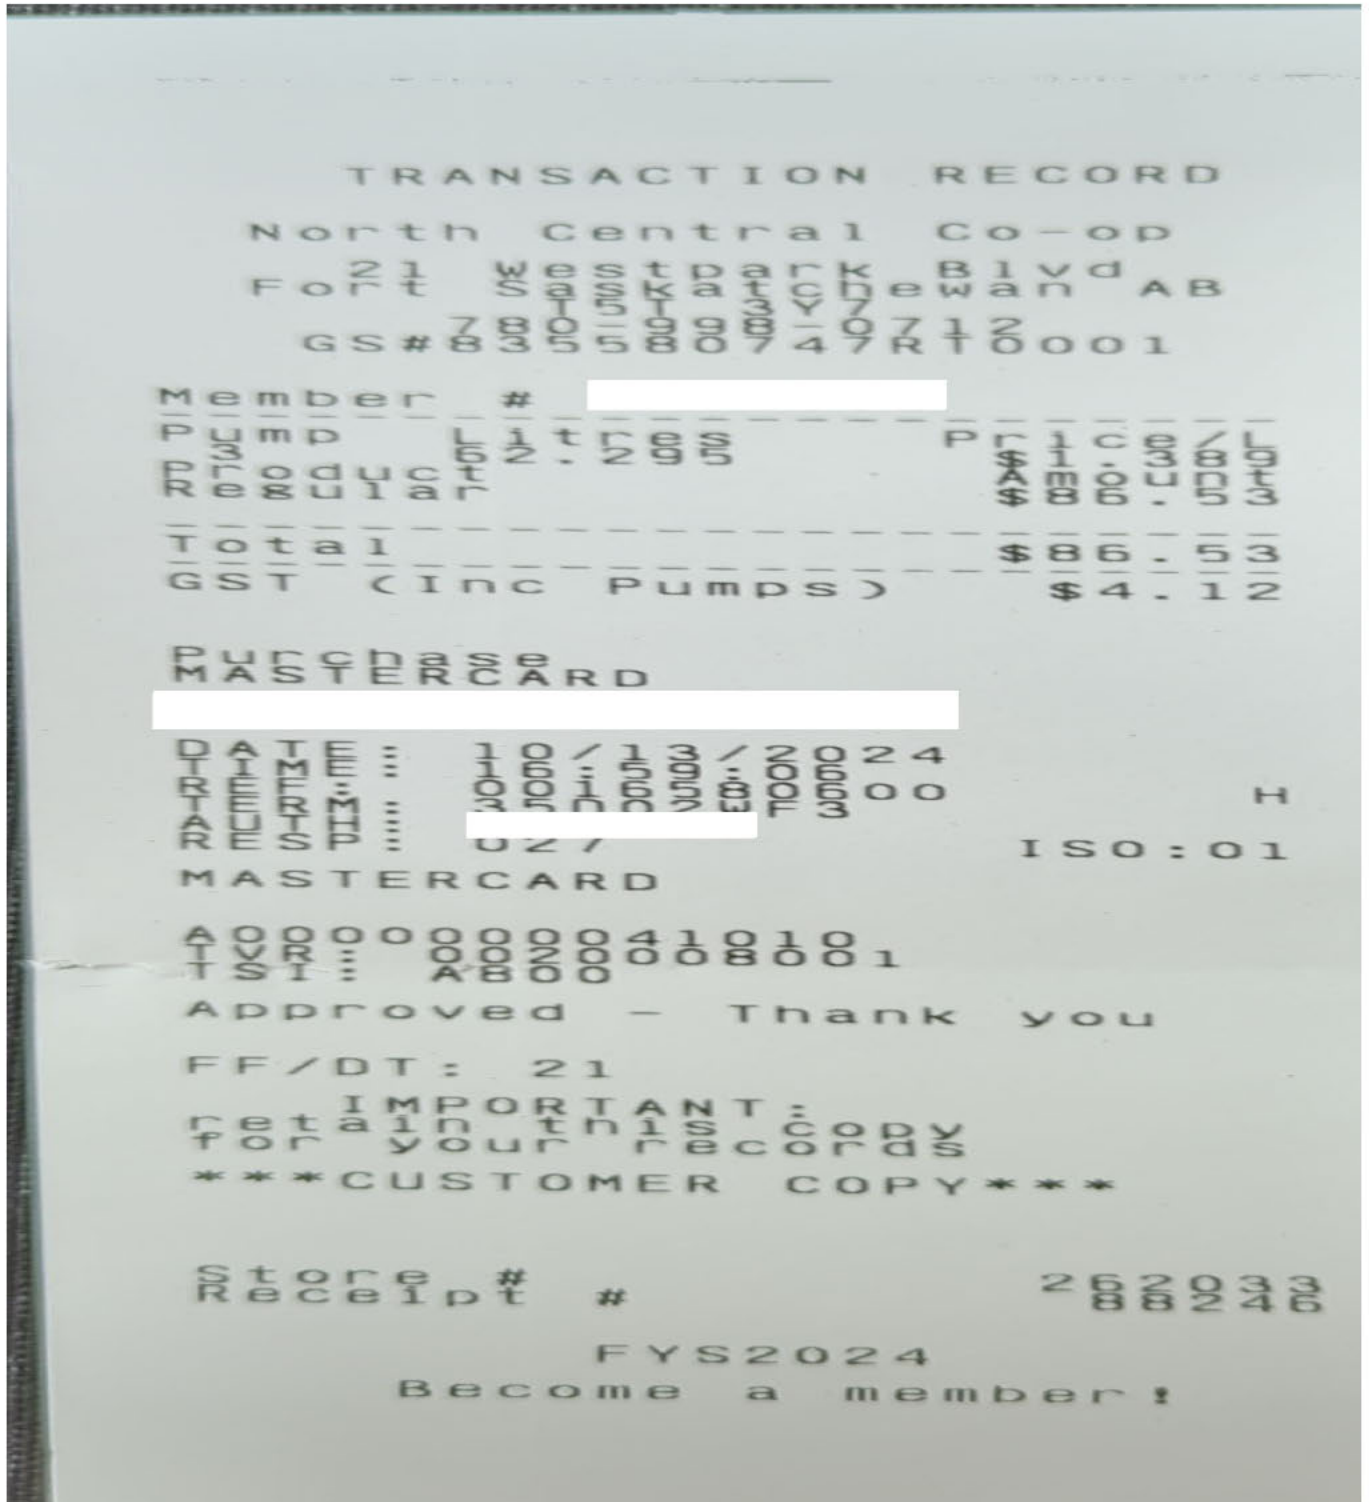 TRANSACTION RECORD
North Central Co-op
21 Westpark Blvd
Fort Saskatchewan AB
780-998-0712
GS#835580747RT0001
Member #
Pump Litres Price/L
3 62.295 $1.389
Product Amount
Regular $86.53
Total $86.53
GST (Inc Pumps) $4.12
Purchase
MASTERCARD
DATE: 10/13/2024
TIME: 16:59:06
REF: H
TERM:
AUTH:
RESP: 027 ISO:01
MASTERCARD
A0000000041010
TVR: 0020008001
TSI: A800
Approved - Thank you
FF/DT: 21
IMPORTANT:
retain this copy
for your records
***CUSTOMER COPY***
Store # 262033
Receipt # 88246
FYS2024
Become a member!